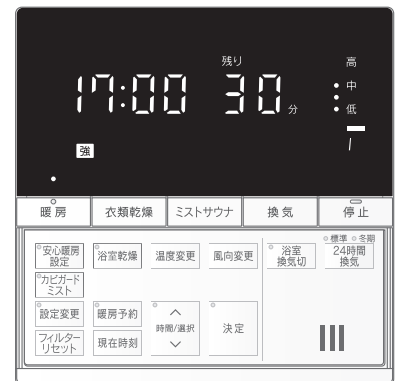 残り
高
17:00
30
分
中
低
強
暖房
衣類乾燥
ミストサウナ
換気
停止
標準
冬期
安心暖房
設定
浴室乾燥
温度変更
風向変更
浴室
換気切
24時間
換気
カビガード
ミスト
設定変更
暖房予約
時間/選択
決定
フィルター
リセット
現在時刻